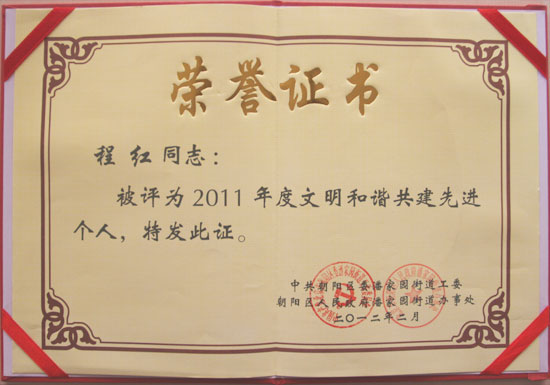 荣誉证书
程 红同志：
被评为 2011 年度文明和谐共建先进
个人，特发此证。
中共朝阳区委潘家园街道工委
朝阳区人民政府潘家园街道办事处
二〇一二年二月